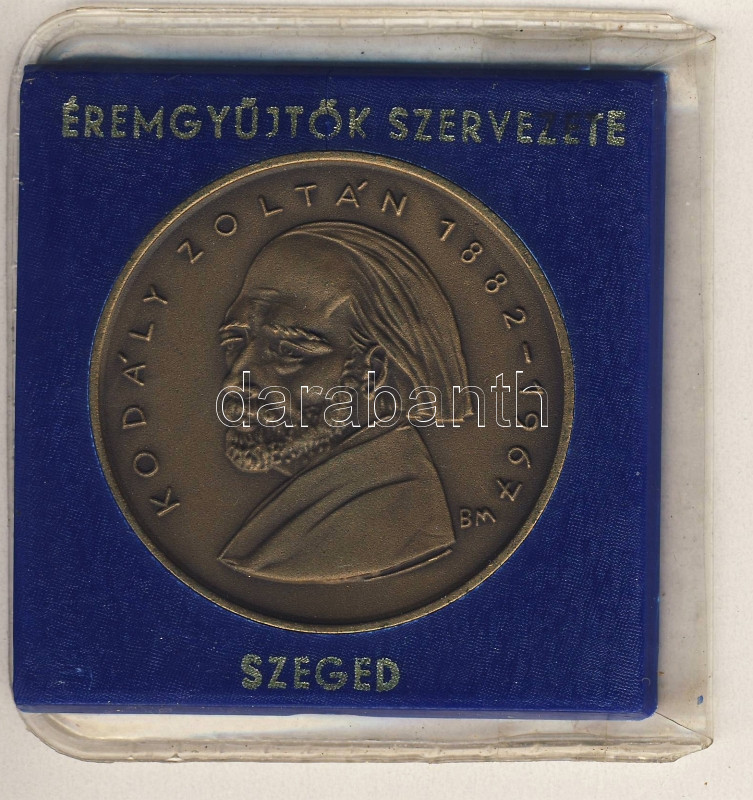 ÉREMGYŰJTŐK SZERVEZETE
KODÁLY ZOLTÁN 1882-1967
BM
darabanth
SZEGED